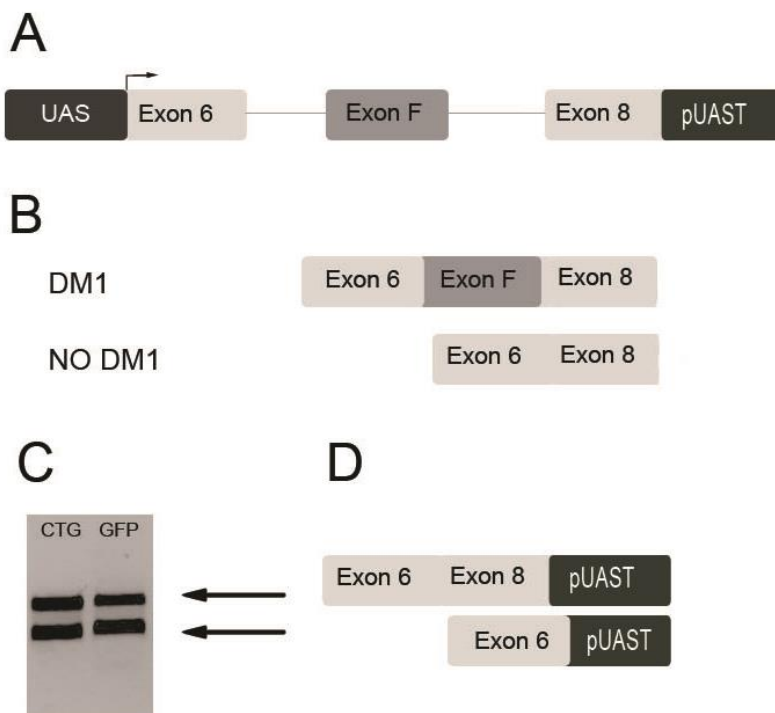 A
UAS Exon 6 Exon F Exon 8 pUAST
B
DM1 Exon 6 Exon F Exon 8
NO DM1 Exon 6 Exon 8
C D
CTG GFP
Exon 6 Exon 8 pUAST
Exon 6 pUAST